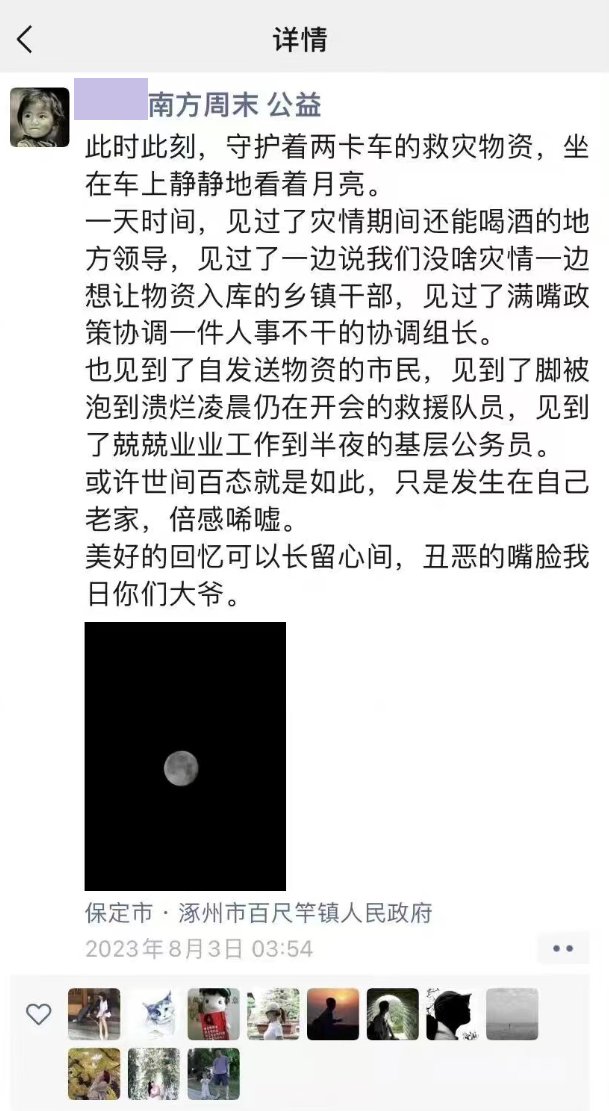 详情
南方周末 公益
此时此刻，守护着两卡车的救灾物资，坐
在车上静静地看着月亮。
一天时间，见过了灾情期间还能喝酒的地
方领导，见过了一边说我们没啥灾情一边
想让物资入库的乡镇干部，见过了满嘴政
策协调一件人事不干的协调组长。
也见到了自发送物资的市民，见到了脚被
泡到溃烂凌晨仍在开会的救援队员，见到
了兢兢业业工作到半夜的基层公务员。
或许世间百态就是如此，只是发生在自己
老家，倍感唏嘘。
美好的回忆可以长留心间，丑恶的嘴脸我
日你们大爷。
保定市 · 涿州市百尺竿镇人民政府
2023年8月3日 03:54